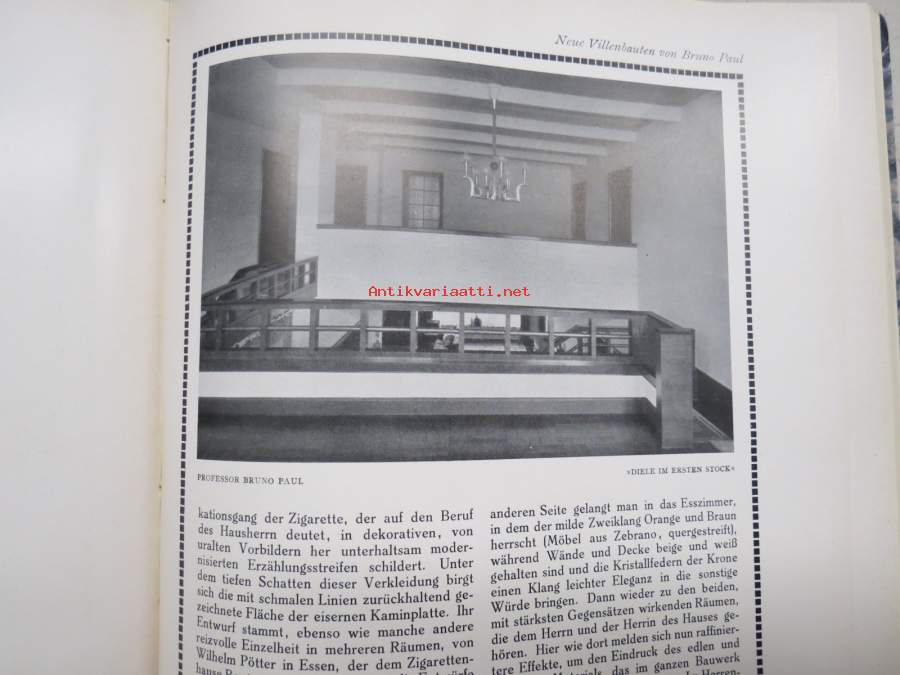 Neue Villenbauten von Bruno Paul
Antikvariaatti.net
PROFESSOR BRUNO PAUL
»DIELE IM ERSTEN STOCK«
kationsgang der Zigarette, der auf den Beruf
des Hausherrn deutet, in dekorativen, von
uralten Vorbildern her unterhaltsam moder-
nisierten Erzählungsstreifen schildert. Unter
dem tiefen Schatten dieser Verkleidung birgt
sich die mit schmalen Linien zurückhaltend ge-
zeichnete Fläche der eisernen Kaminplatte. Ihr
Entwurf stammt, ebenso wie manche andere
reizvolle Einzelheit in mehreren Räumen, von
Wilhelm Pötter in Essen, der dem Zigaretten-
anderen Seite gelangt man in das Esszimmer,
in dem der milde Zweiklang Orange und Braun
herrscht (Möbel aus Zebrano, quergestreift),
während Wände und Decke beige und weiß
gehalten sind und die Kristallfedern der Krone
einen Klang leichter Eleganz in die sonstige
Würde bringen. Dann wieder zu den beiden,
mit stärksten Gegensätzen wirkenden Räumen,
die dem Herrn und der Herrin des Hauses ge-
hören. Hier wie dort melden sich nun raffinier-
tere Effekte, um den Eindruck des edlen und
das im ganzen Bauwerk